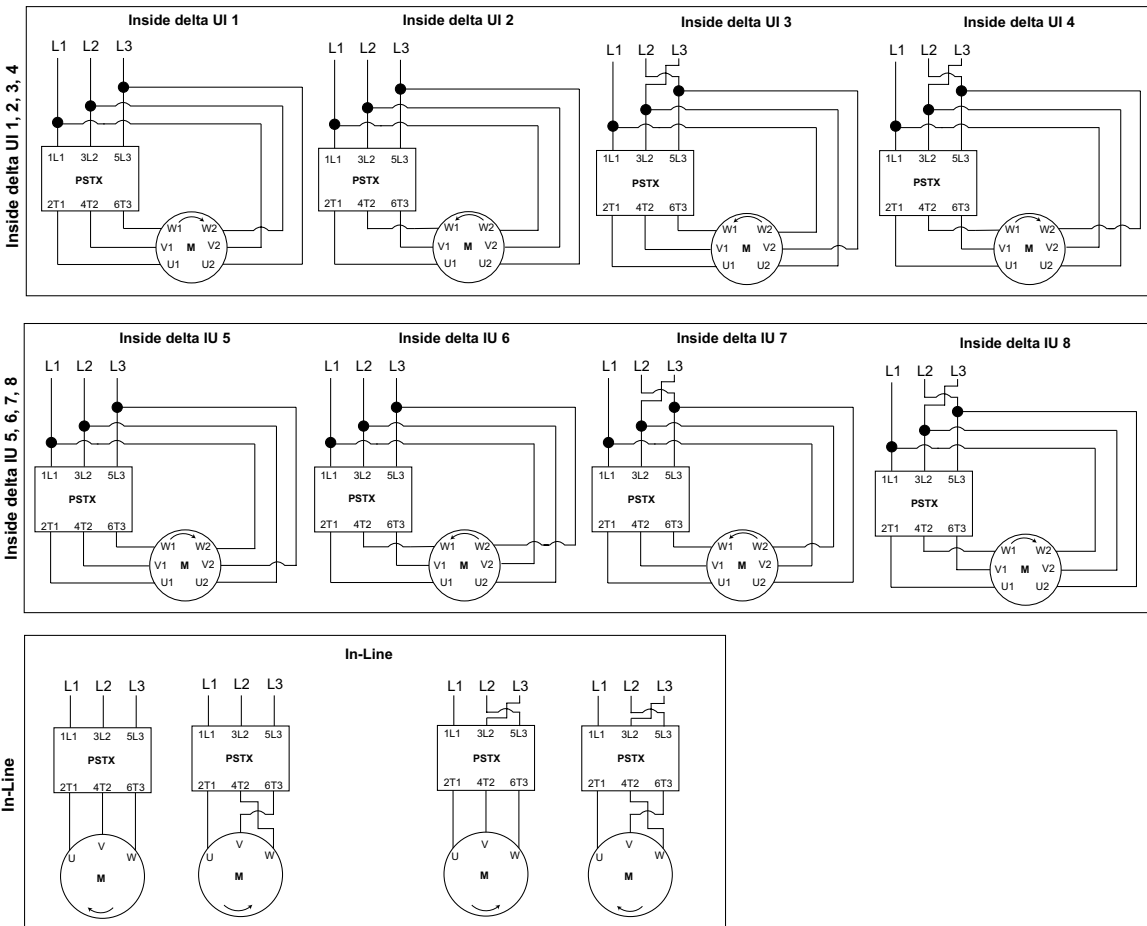 Inside delta UI 1, 2, 3, 4
Inside delta UI 1
L1 L2 L3
1L1 3L2 5L3
PSTX
2T1 4T2 6T3
W1 W2
V1 M V2
U1 U2
Inside delta UI 2
L1 L2 L3
1L1 3L2 5L3
PSTX
2T1 4T2 6T3
W1 W2
V1 M V2
U1 U2
Inside delta UI 3
L1 L2 L3
1L1 3L2 5L3
PSTX
2T1 4T2 6T3
W1 W2
V1 M V2
U1 U2
Inside delta UI 4
L1 L2 L3
1L1 3L2 5L3
PSTX
2T1 4T2 6T3
W1 W2
V1 M V2
U1 U2
Inside delta IU 5, 6, 7, 8
Inside delta IU 5
L1 L2 L3
1L1 3L2 5L3
PSTX
2T1 4T2 6T3
W1 W2
V1 M V2
U1 U2
Inside delta IU 6
L1 L2 L3
1L1 3L2 5L3
PSTX
2T1 4T2 6T3
W1 W2
V1 M V2
U1 U2
Inside delta IU 7
L1 L2 L3
1L1 3L2 5L3
PSTX
2T1 4T2 6T3
W1 W2
V1 M V2
U1 U2
Inside delta IU 8
L1 L2 L3
1L1 3L2 5L3
PSTX
2T1 4T2 6T3
W1 W2
V1 M V2
U1 U2
In-Line
In-Line
L1 L2 L3
1L1 3L2 5L3
PSTX
2T1 4T2 6T3
U V W
M
L1 L2 L3
1L1 3L2 5L3
PSTX
2T1 4T2 6T3
U V W
M
L1 L2 L3
1L1 3L2 5L3
PSTX
2T1 4T2 6T3
U V W
M
L1 L2 L3
1L1 3L2 5L3
PSTX
2T1 4T2 6T3
U V W
M